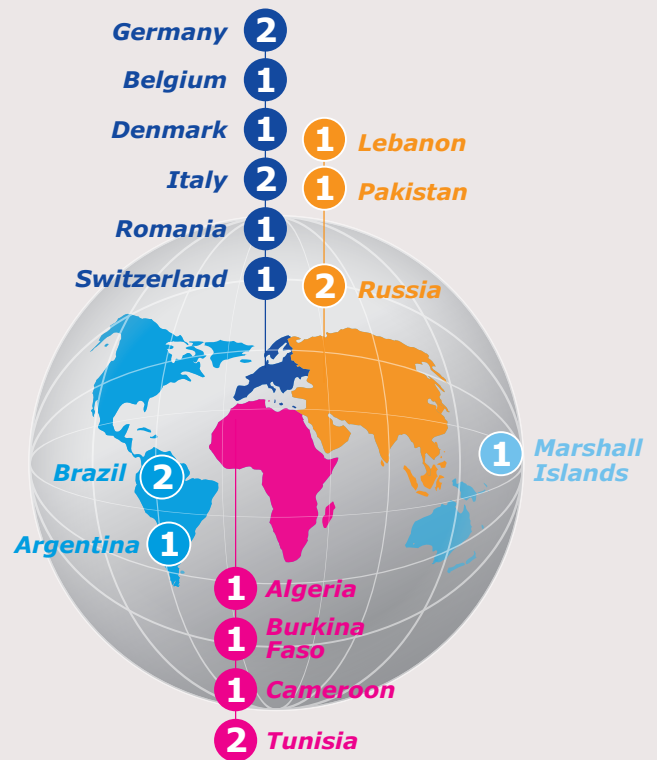 Germany 2
Belgium 1
Denmark 1
1 Lebanon
Italy 2
1 Pakistan
Romania 1
Switzerland 1
2 Russia
1 Marshall
Islands
Brazil 2
Argentina 1
1 Algeria
1 Burkina
Faso
1 Cameroon
2 Tunisia